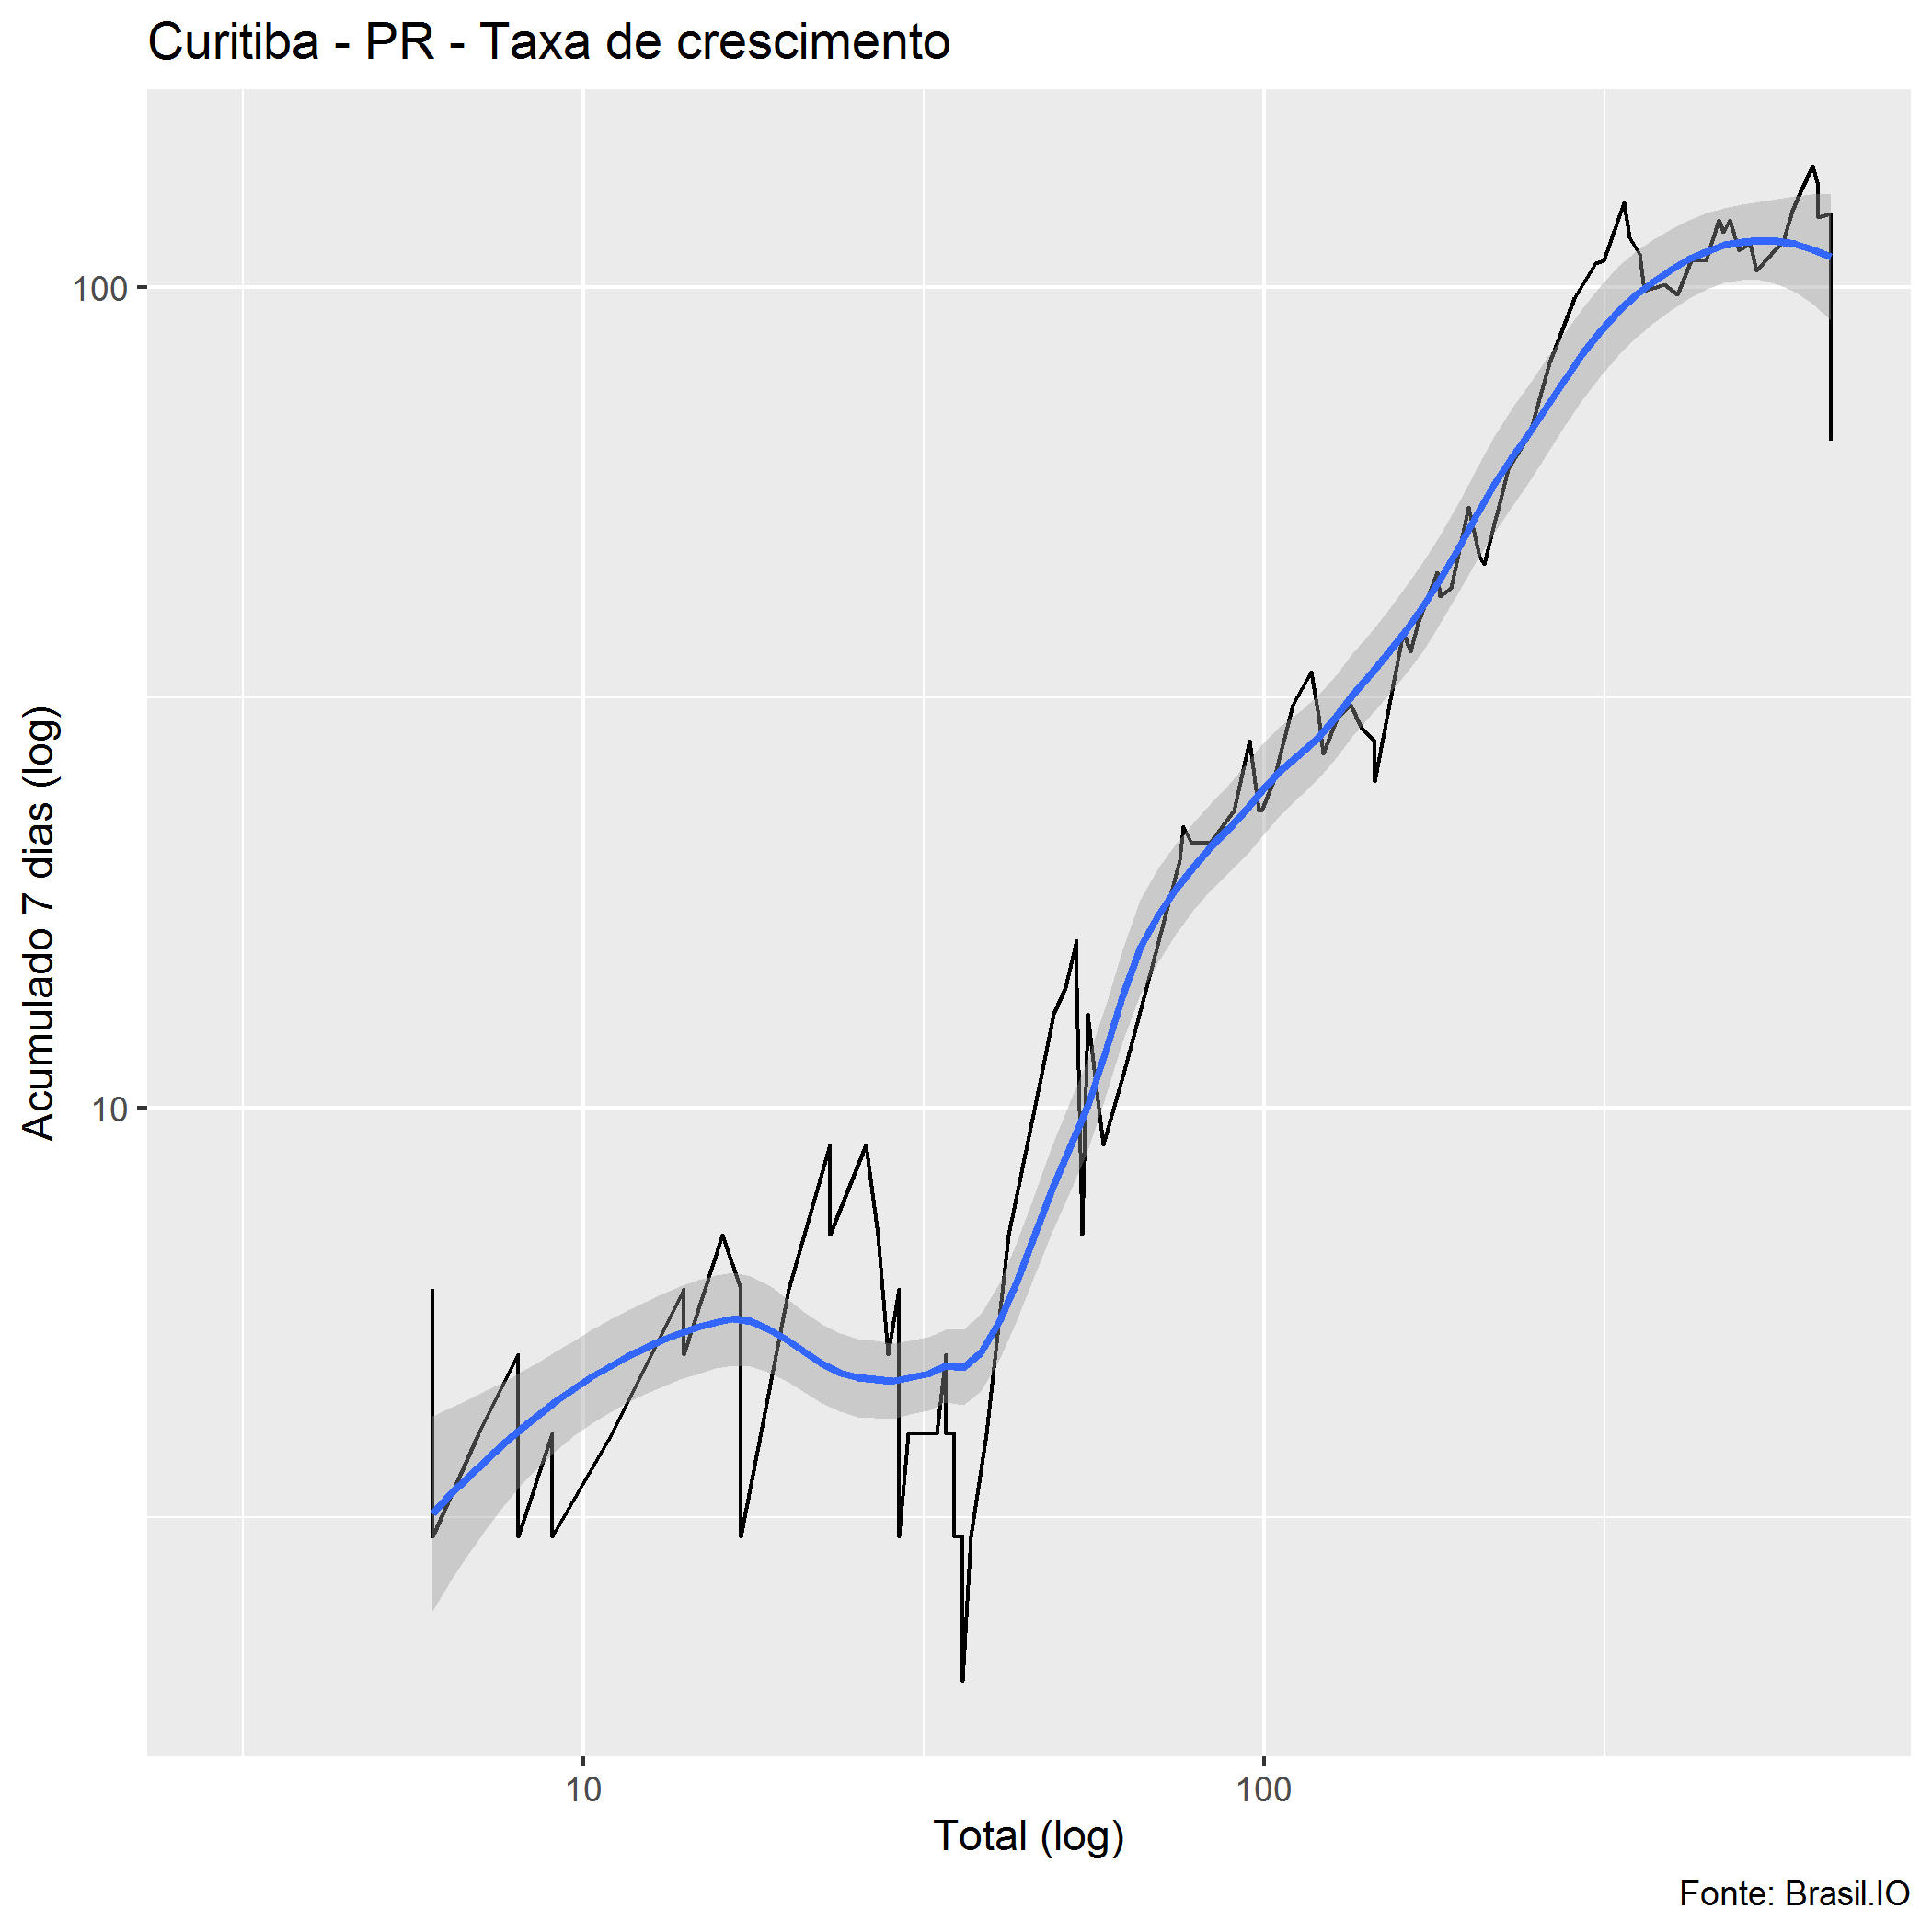 Curitiba - PR - Taxa de crescimento
Acumulado 7 dias (log)
100
10
10
100
Total (log)
Fonte: Brasil.IO